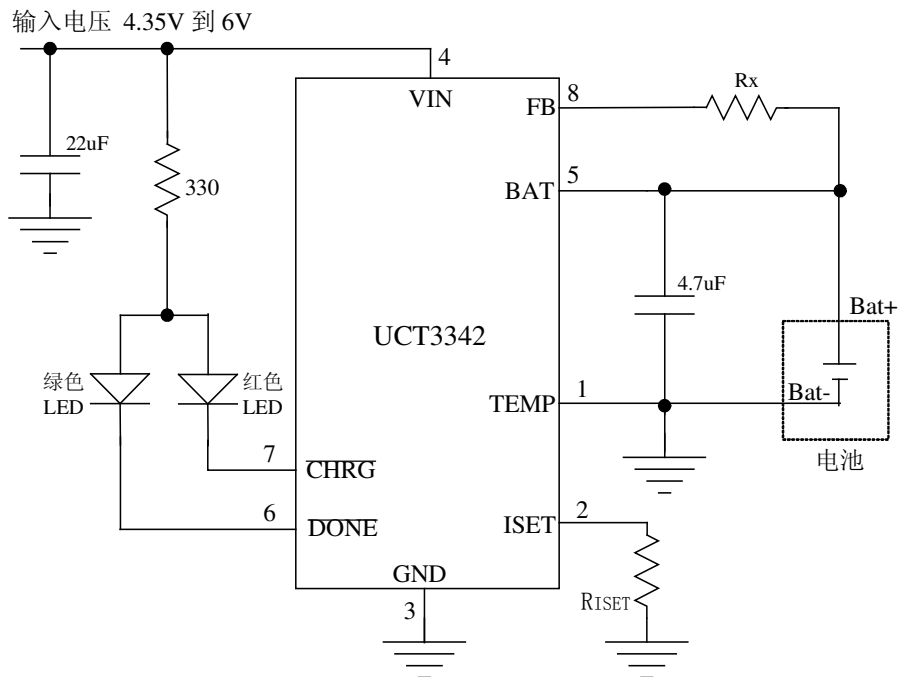 输入电压 4.35V 到 6V
4
VIN
22uF
330
FB
8
Rx
BAT
5
4.7uF
Bat+
UCT3342
绿色
LED
红色
LED
TEMP
1
Bat-
电池
7
CHRG
6
DONE
ISET
2
RISET
GND
3